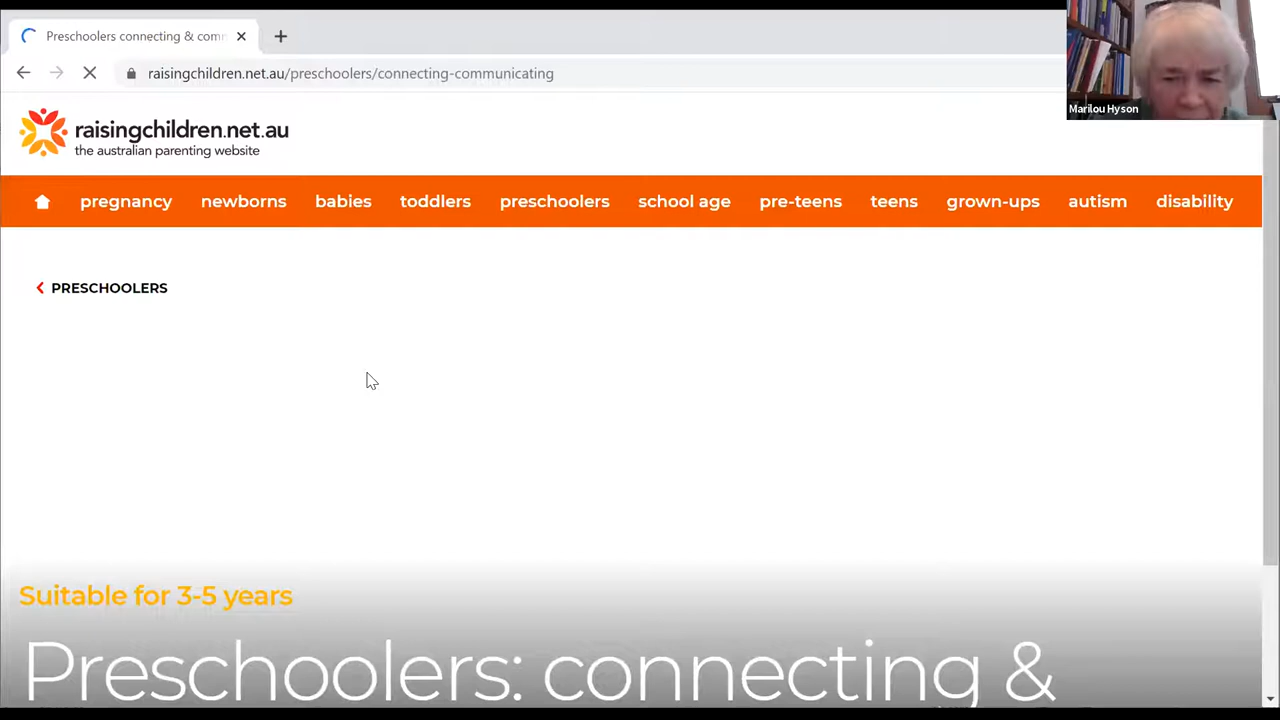 Preschoolers connecting & com
raisingchildren.net.au/preschoolers/connecting-communicating
Marilou Hyson
raisingchildren.net.au
the australian parenting website
pregnancy newborns babies toddlers preschoolers school age pre-teens teens grown-ups autism disability
PRESCHOOLERS
Suitable for 3-5 years
Preschoolers: connecting &